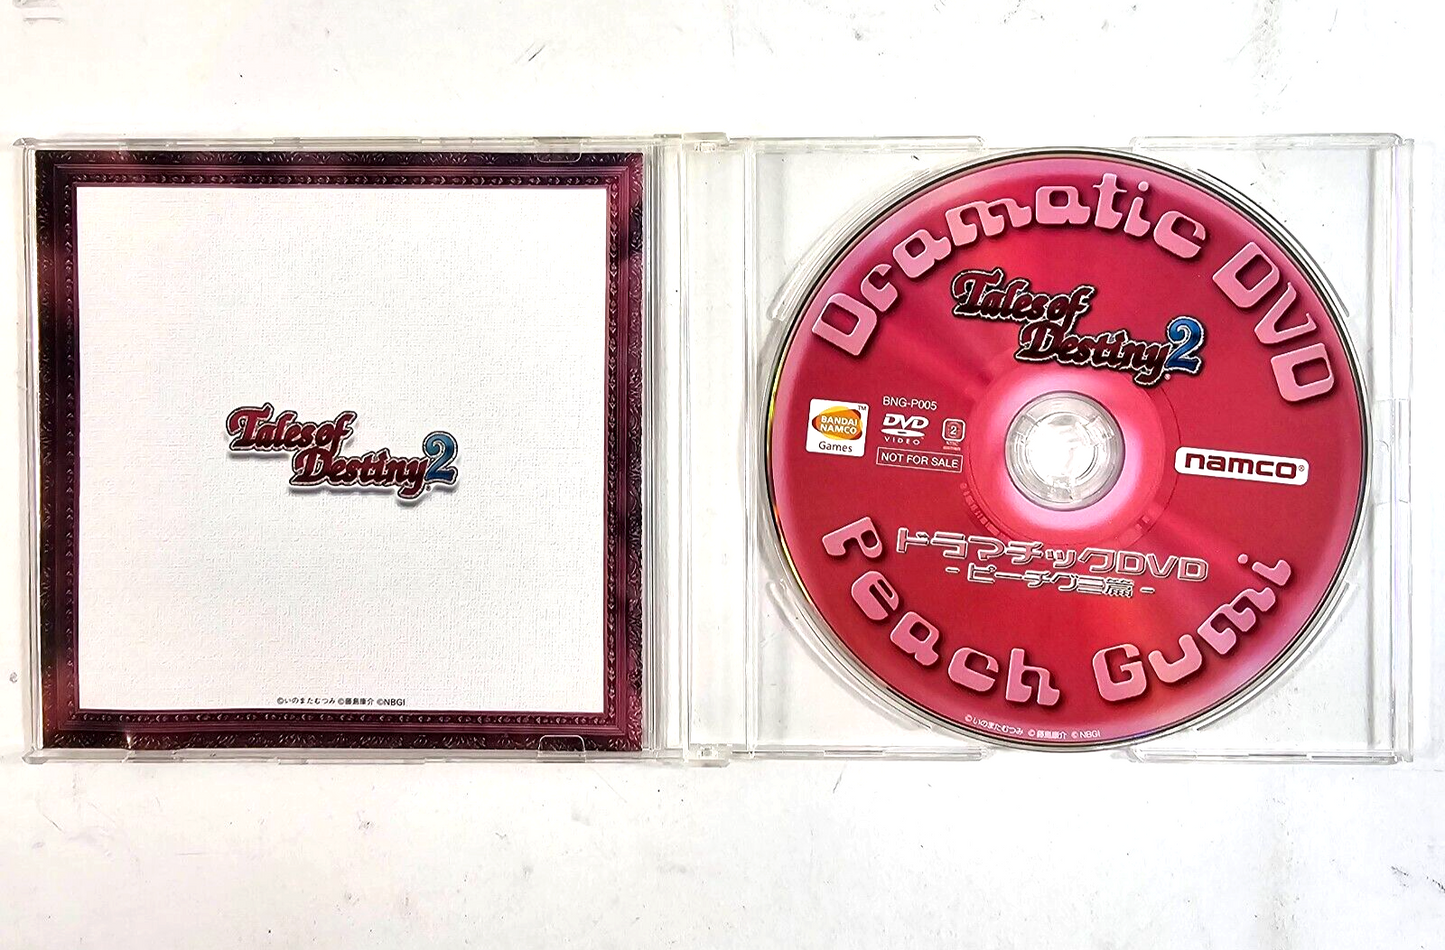 Tales of
Destiny 2
©いのまたむつみ ©藤島康介 ©NBGI
Dramatic DVD
Tales of
Destiny 2
BNG-P005
BANDAI
NAMCO
Games
TM
DVD
VIDEO
2
NOT FOR SALE
namco®
ドラマチックDVD
- ピーチグミ篇 -
Peach Gumi
©いのまたむつみ ©藤島康介 ©NBGI